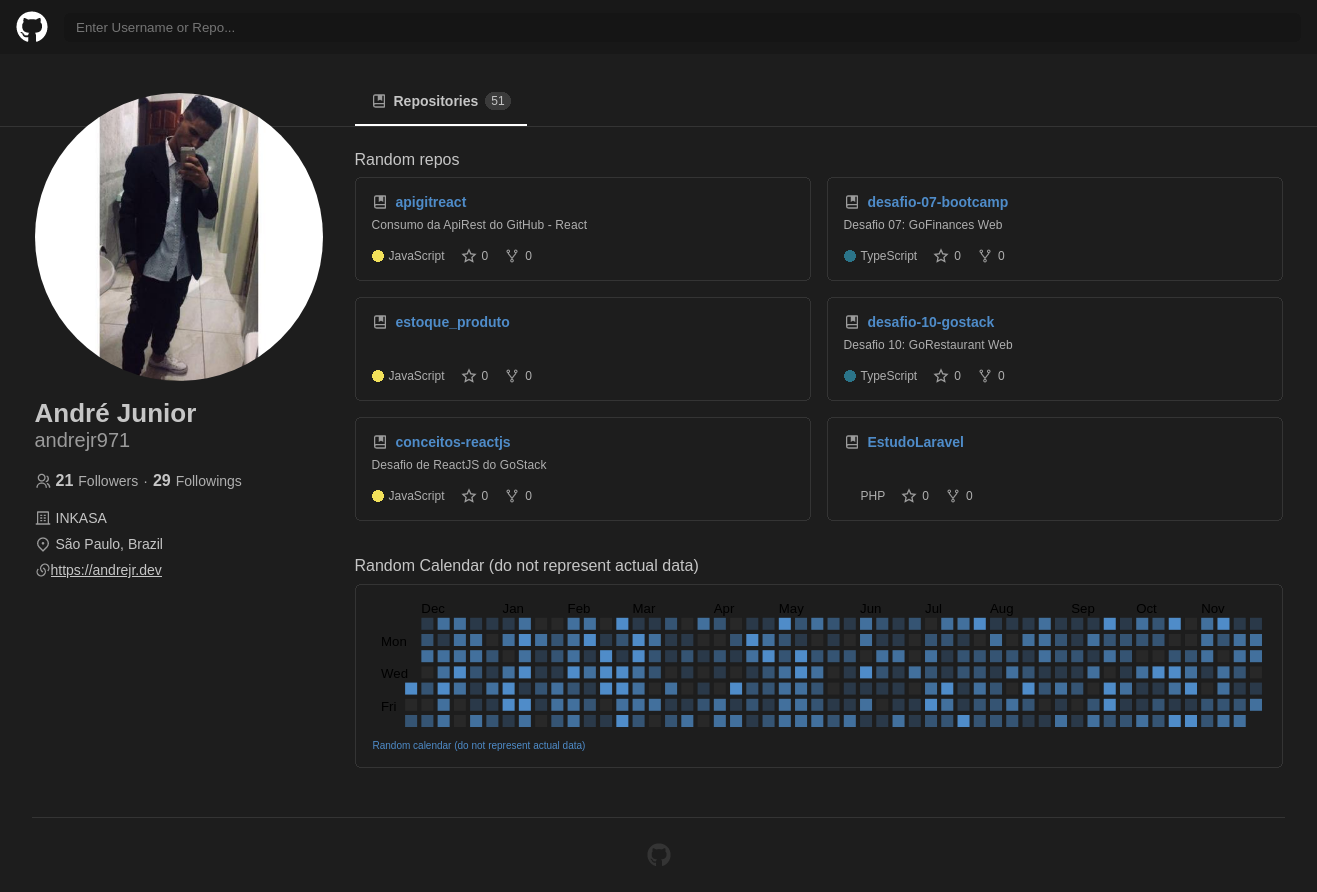 Enter Username or Repo...
Repositories 51
André Junior
andrejr971
21 Followers · 29 Followings
INKASA
São Paulo, Brazil
https://andrejr.dev
Random repos
apigitreact
Consumo da ApiRest do GitHub - React
JavaScript 0 0
desafio-07-bootcamp
Desafio 07: GoFinances Web
TypeScript 0 0
estoque_produto
JavaScript 0 0
desafio-10-gostack
Desafio 10: GoRestaurant Web
TypeScript 0 0
conceitos-reactjs
Desafio de ReactJS do GoStack
JavaScript 0 0
EstudoLaravel
PHP 0 0
Random Calendar (do not represent actual data)
Dec Jan Feb Mar Apr May Jun Jul Aug Sep Oct Nov
Mon
Wed
Fri
Random calendar (do not represent actual data)